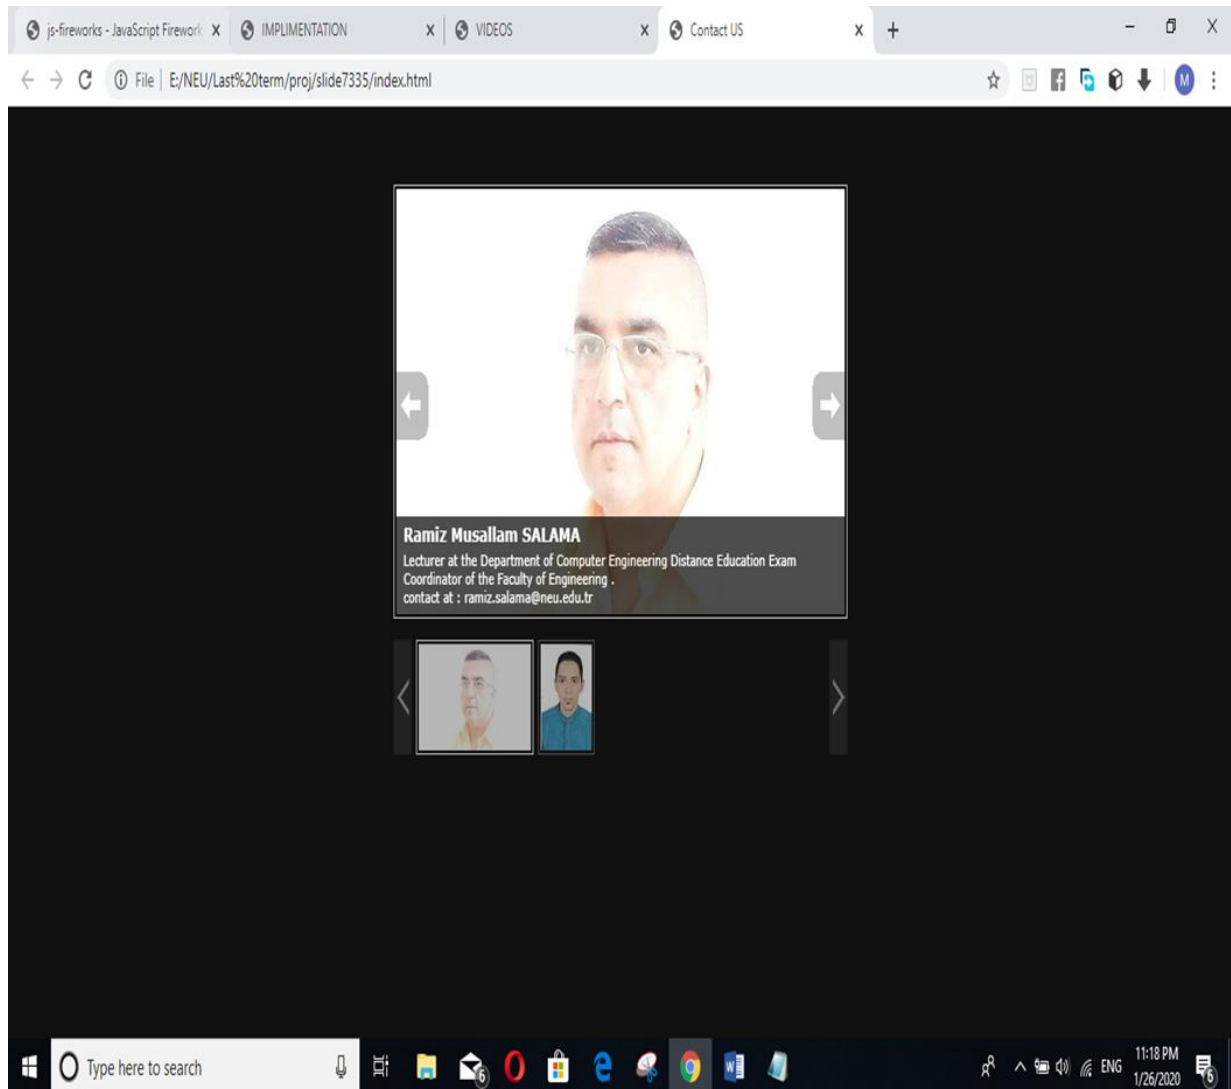 js-fireworks - JavaScript Firework
IMPLIMENTATION
VIDEOS
Contact US
File | E:/NEU/Last%20term/proj/slide7335/index.html
M
Ramiz Musallam SALAMA
Lecturer at the Department of Computer Engineering Distance Education Exam
Coordinator of the Faculty of Engineering .
contact at : ramiz.salama@neu.edu.tr
Type here to search
6
ENG
11:18 PM
1/26/2020
6